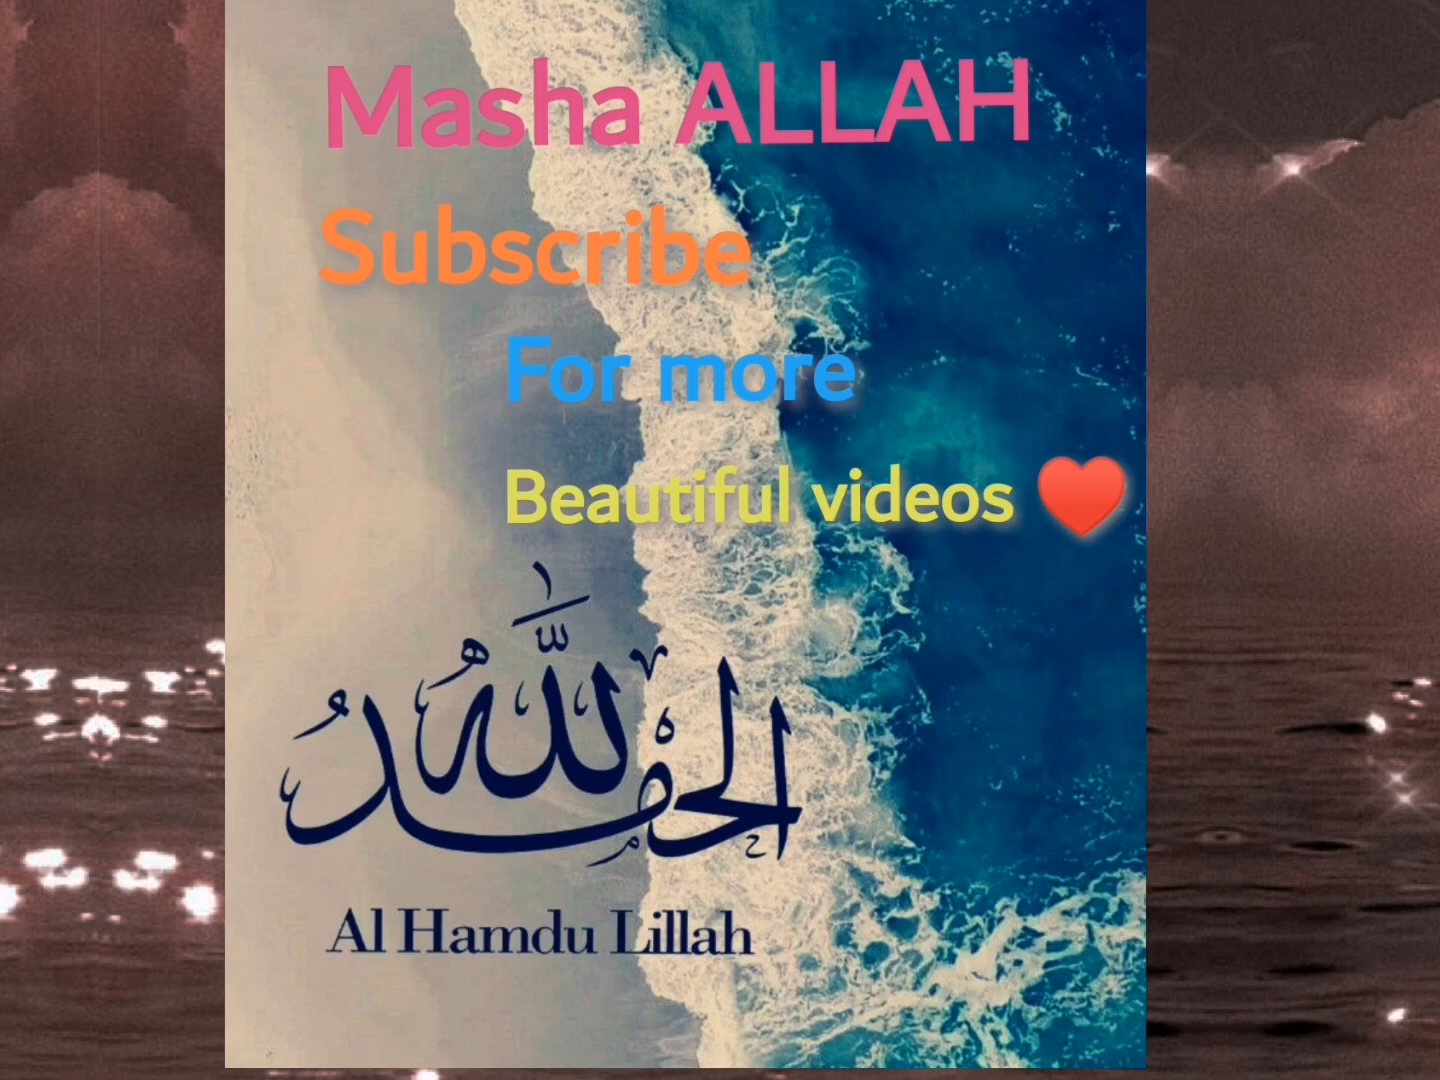 Masha ALLAH
Subscribe
For more
Beautiful videos ♥️
الحمد لله
Al Hamdu Lillah